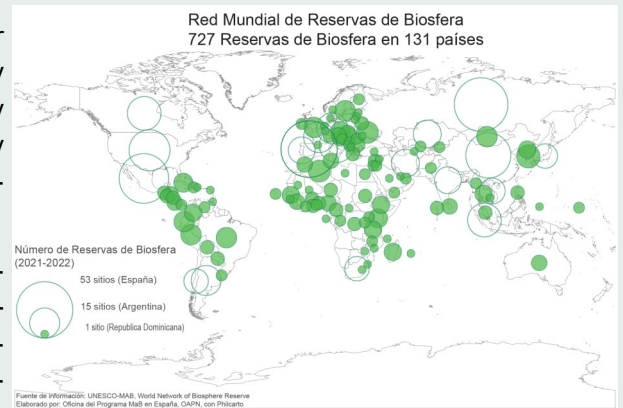 Red Mundial de Reservas de Biosfera
727 Reservas de Biosfera en 131 países
Número de Reservas de Biosfera
(2021-2022)
53 sitios (España)
15 sitios (Argentina)
1 sitio (Republica Dominicana)
Fuente de información: UNESCO-MAB, World Network of Biosphere Reserve
Elaborado por: Oficina del Programa MaB en España, OAPN, con Philcarto